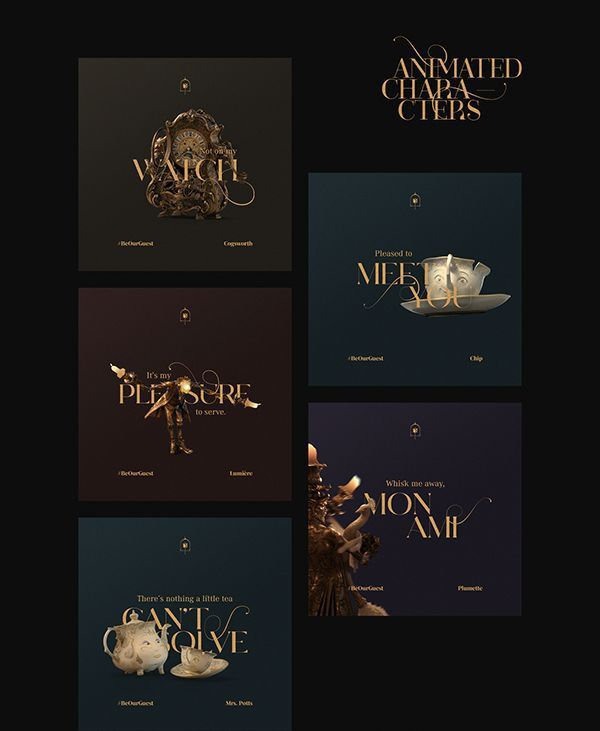 ANIMATED
CHARA
CTERS
Not on my
WATCH
#BeOurGuest
Cogsworth
Pleased to
MEET
YOU
#BeOurGuest
Chip
It's my
PLEASURE
to serve.
#BeOurGuest
Lumière
Whisk me away,
MON
AMI
#BeOurGuest
Plumette
There's nothing a little tea
CAN'T
SOLVE
#BeOurGuest
Mrs. Potts